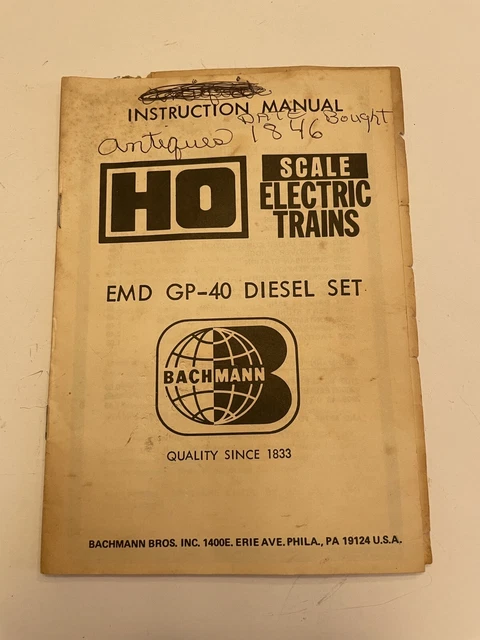 INSTRUCTION MANUAL
DATE Bought
antiques 1846
HO SCALE
ELECTRIC
TRAINS
EMD GP-40 DIESEL SET
BACHMANN
QUALITY SINCE 1833
BACHMANN BROS. INC. 1400E. ERIE AVE. PHILA., PA 19124 U.S.A.